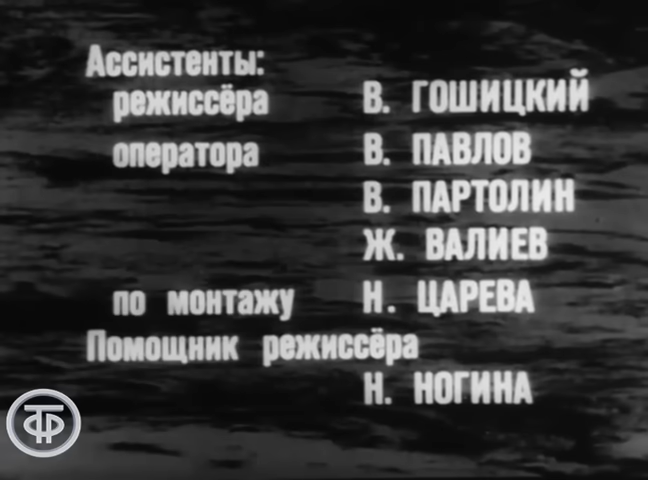 Ассистенты:
режиссёра В. ГОШИЦКИЙ
оператора В. ПАВЛОВ
В. ПАРТОЛИН
Ж. ВАЛИЕВ
по монтажу Н. ЦАРЕВА
Помощник режиссёра
Н. НОГИНА